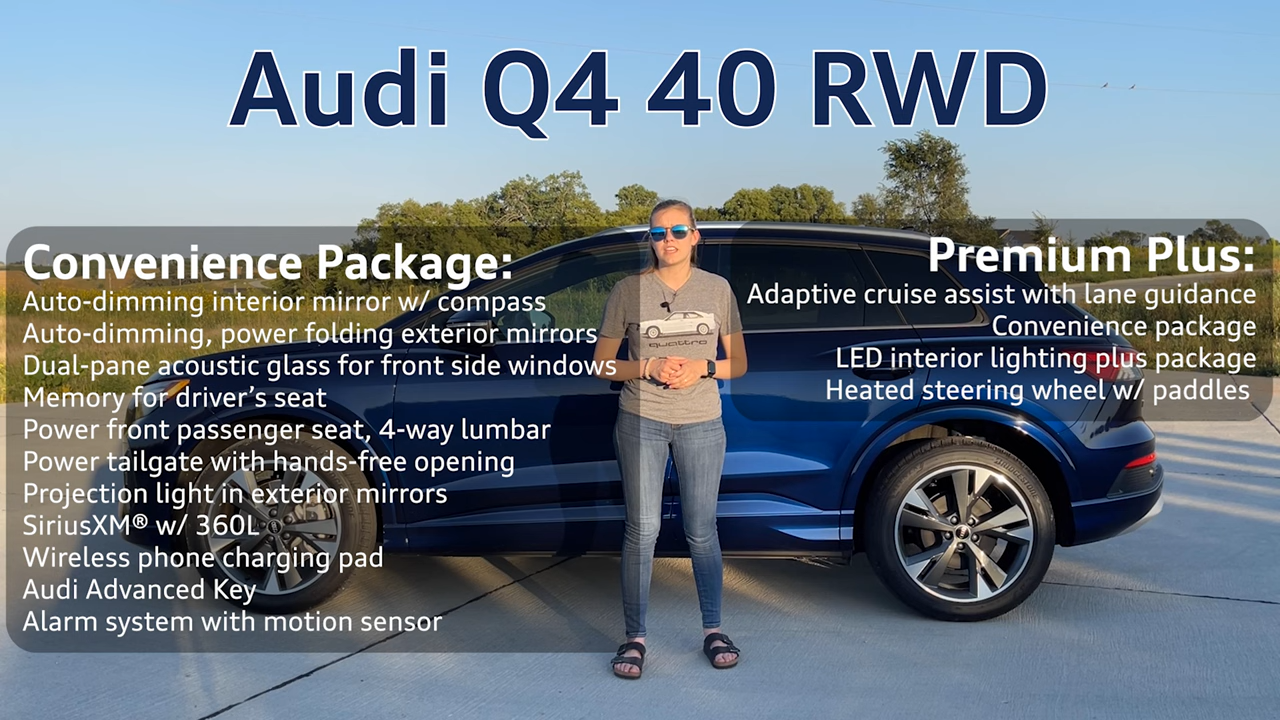 Audi Q4 40 RWD
Convenience Package:
Auto-dimming interior mirror w/ compass
Auto-dimming, power folding exterior mirrors
Dual-pane acoustic glass for front side windows
Memory for driver’s seat
Power front passenger seat, 4-way lumbar
Power tailgate with hands-free opening
Projection light in exterior mirrors
SiriusXM® w/ 360L
Wireless phone charging pad
Audi Advanced Key
Alarm system with motion sensor
Premium Plus:
Adaptive cruise assist with lane guidance
Convenience package
LED interior lighting plus package
Heated steering wheel w/ paddles
quattro